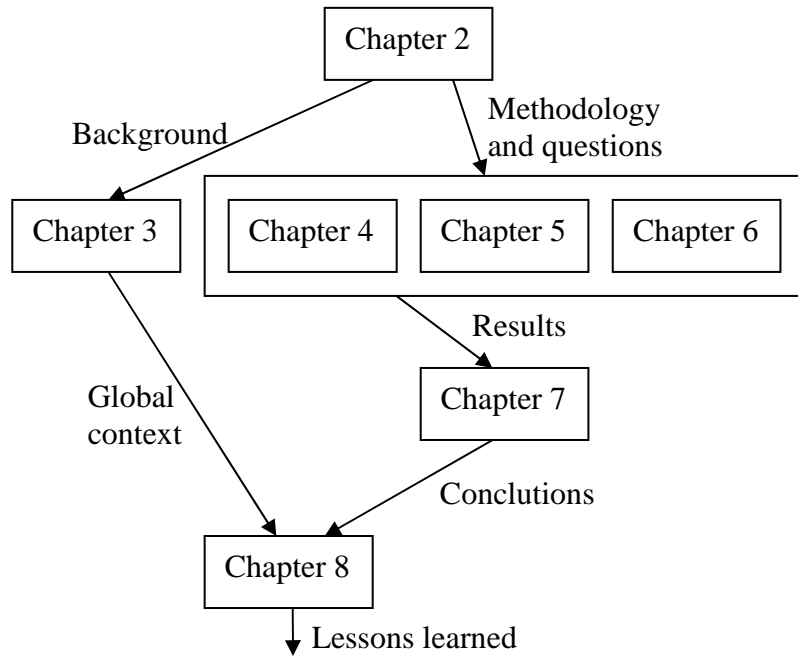 Chapter 2
Background
Methodology
and questions
Chapter 3
Chapter 4
Chapter 5
Chapter 6
Results
Chapter 7
Global
context
Conclutions
Chapter 8
Lessons learned